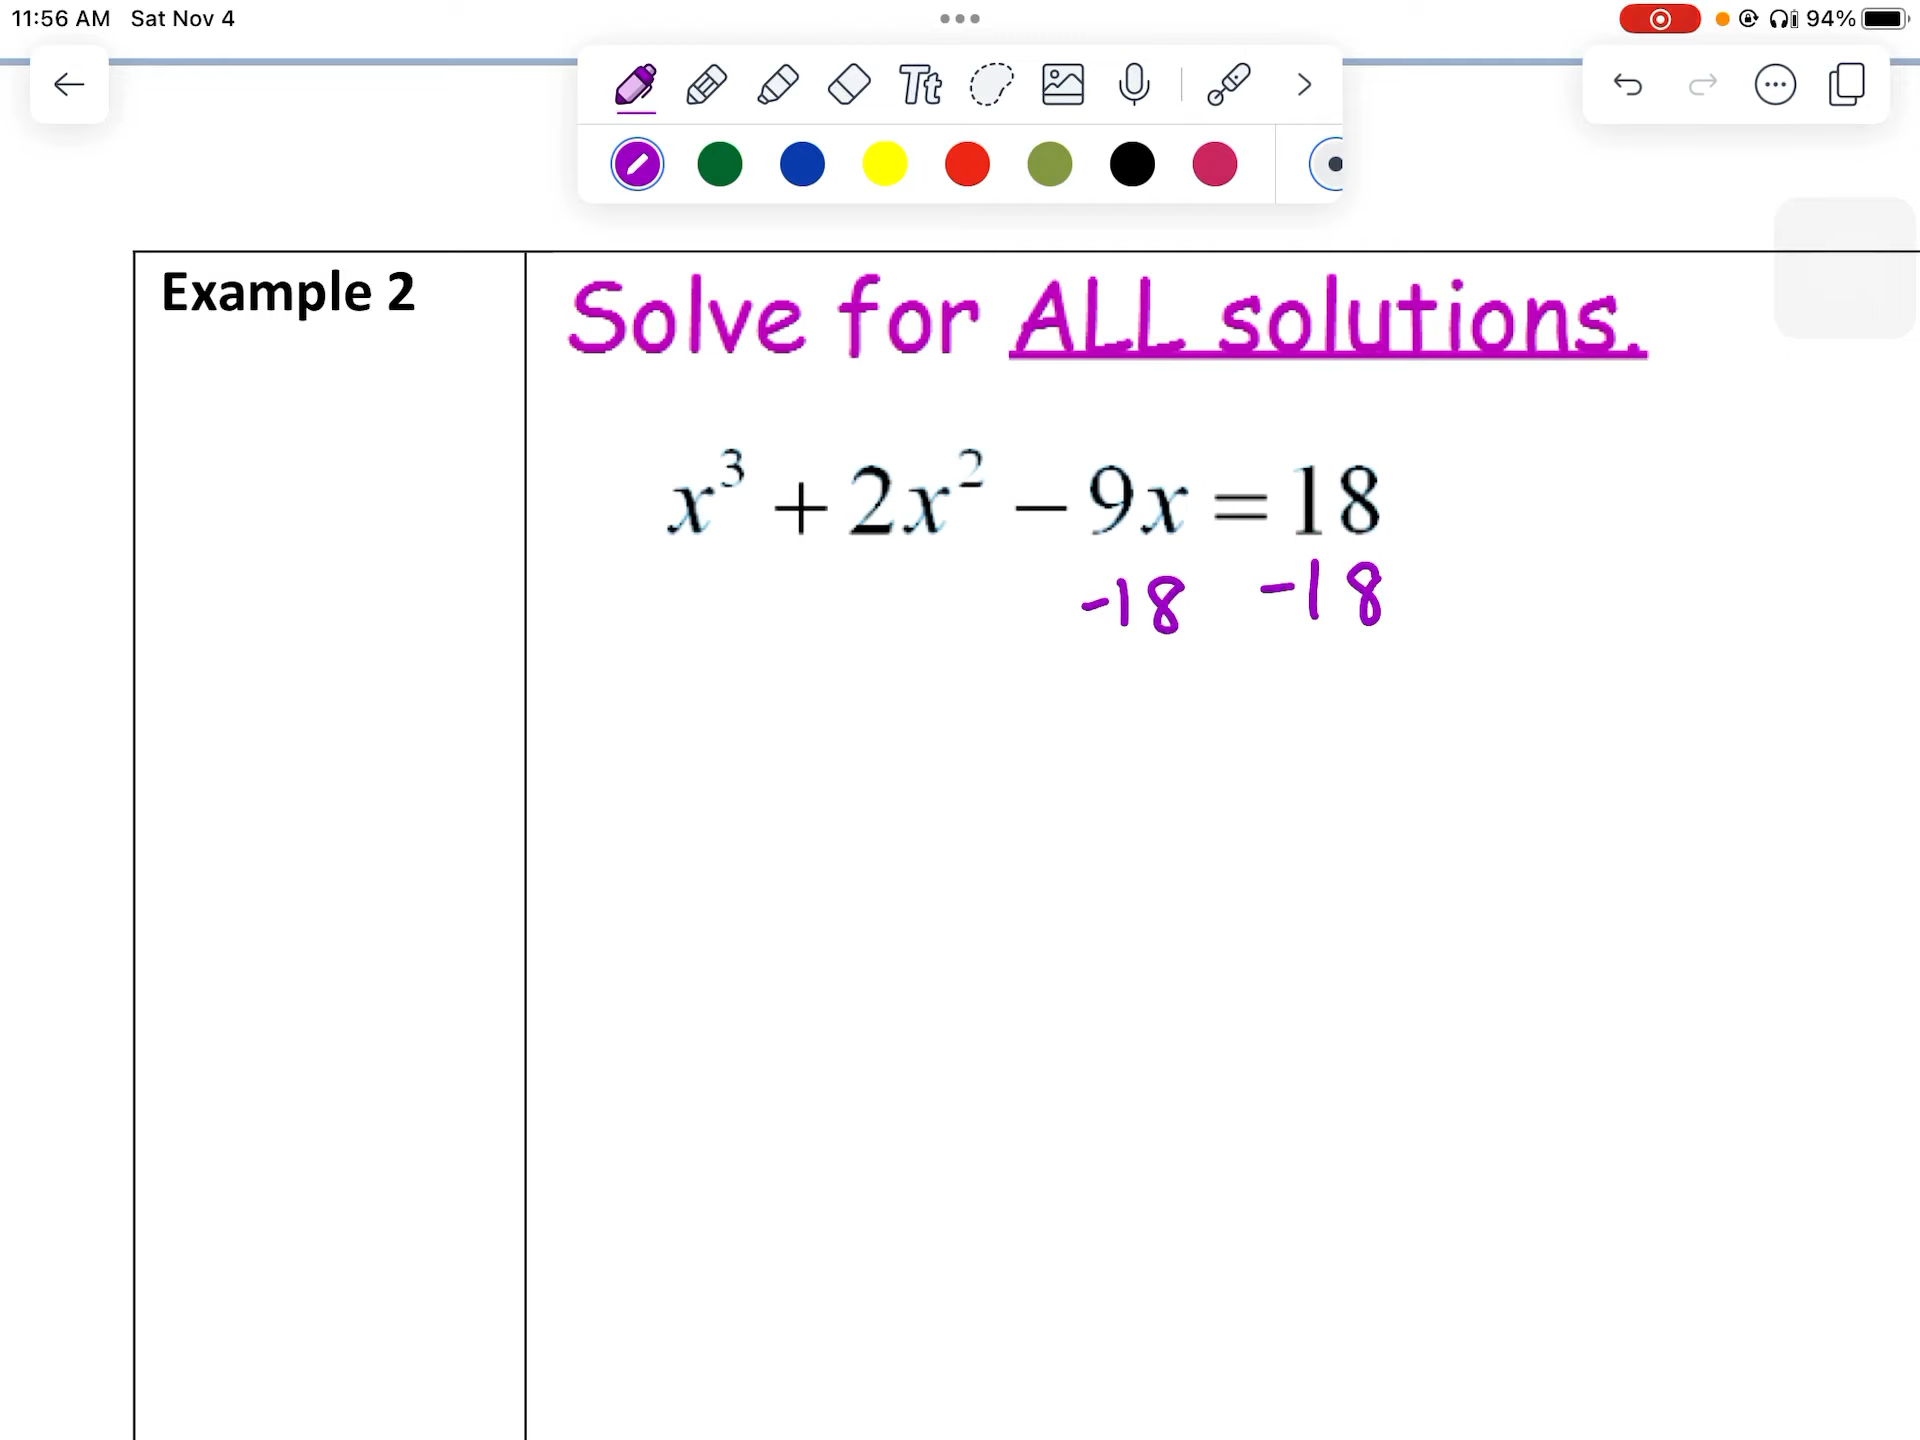 11:56 AM Sat Nov 4 94%
Tt
Example 2
Solve for ALL solutions.
x³ + 2x² − 9x = 18
-18 -18